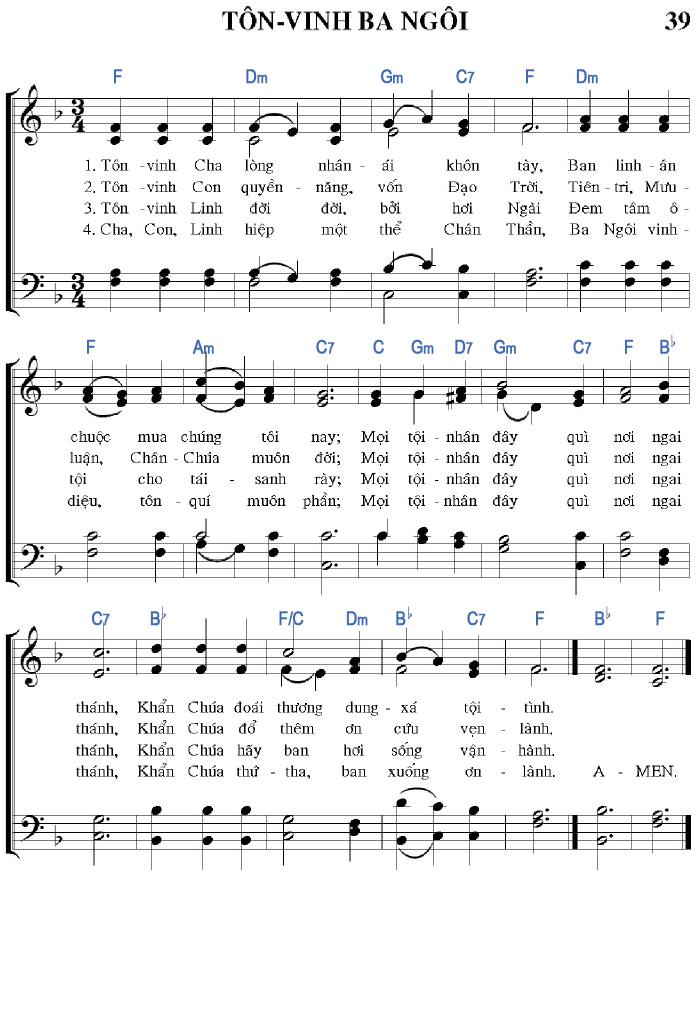 TÔN-VINH BA NGÔI 39
F Dm Gm C7 F Dm
1. Tôn -vinh Cha lòng nhân- ái khôn tày, Ban linh-án
2. Tôn -vinh Con quyền- năng, vốn Đạo Trời, Tiên-tri, Mưu-
3. Tôn -vinh Linh đời đời, bởi hơi Ngài Đem tấm ô-
4. Cha, Con, Linh hiệp một thể Chân Thần, Ba Ngôi vinh-
F Am C7 C Gm D7 Gm C7 F B♭
chuộc mua chúng tôi nay; Mọi tội-nhân đây quì nơi ngai
luận, Chân-Chúa muôn đời; Mọi tội-nhân đây quì nơi ngai
tội cho tái- sanh rày; Mọi tội-nhân đây quì nơi ngai
diệu, tôn-quí muôn phần; Mọi tội-nhân đây quì nơi ngai
C7 B♭ F/C Dm B♭ C7 F B♭ F
thánh, Khẩn Chúa đoái thương dung-xá tội-tình.
thánh, Khẩn Chúa đổ thêm ơn cứu vẹn-lành.
thánh, Khẩn Chúa hãy ban hơi sống vận-hành.
thánh, Khẩn Chúa thứ-tha, ban xuống ơn-lành. A-MEN.